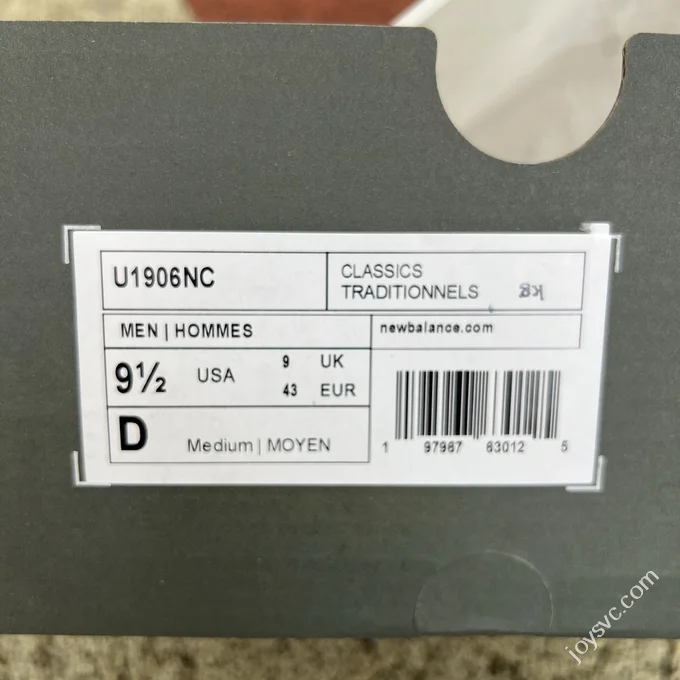 U1906NC
CLASSICS
TRADITIONNELS
MEN | HOMMES
newbalance.com
9½ USA
9 UK
43 EUR
D Medium | MOYEN
1 97967 63012 5
joysvc.com